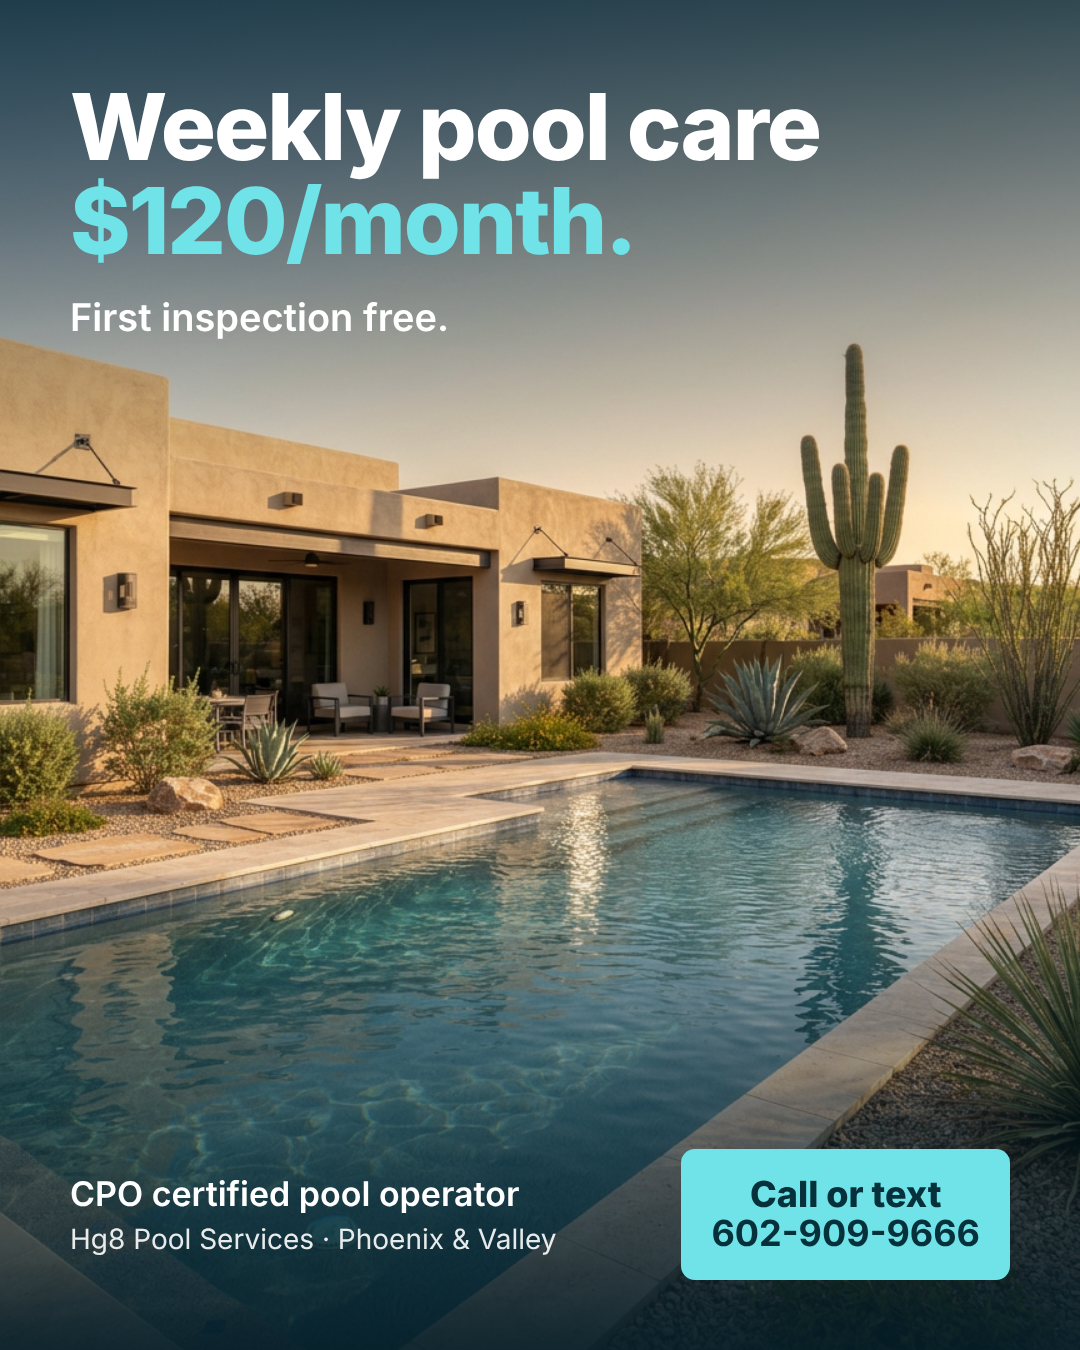 Weekly pool care
$120/month.
First inspection free.
CPO certified pool operator
Hg8 Pool Services · Phoenix & Valley
Call or text
602-909-9666